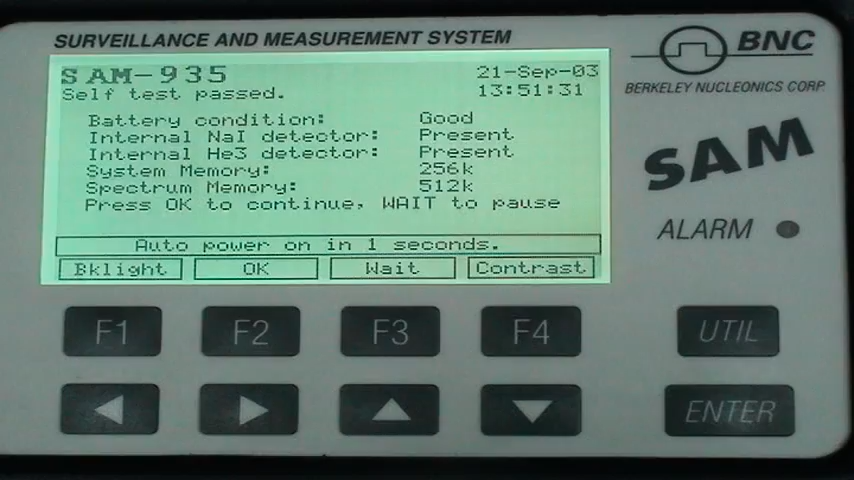 SURVEILLANCE AND MEASUREMENT SYSTEM
BNC
BERKELEY NUCLEONICS CORP.
SAM-935
21-Sep-03
Self test passed.
13:51:31
Battery condition: Good
Internal NaI detector: Present
Internal He3 detector: Present
System Memory: 256k
Spectrum Memory: 512k
Press OK to continue, WAIT to pause
Auto power on in 1 seconds.
Bklight OK Wait Contrast
SAM
ALARM
F1 F2 F3 F4 UTIL
ENTER